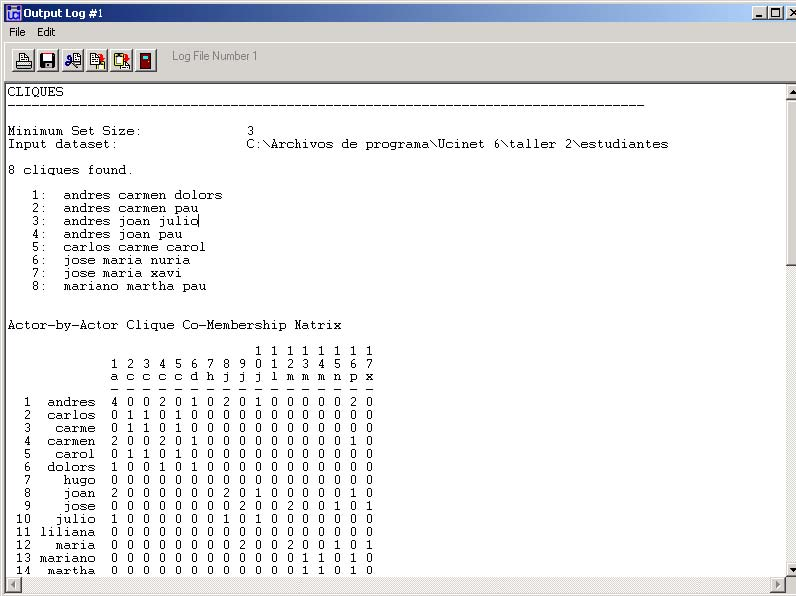 Output Log #1
File Edit
Log File Number 1
CLIQUES
--------------------------------------------------------------------------------
Minimum Set Size: 3
Input dataset: C:\Archivos de programa\Ucinet 6\taller 2\estudiantes
8 cliques found.
1: andres carmen dolors
2: andres carmen pau
3: andres joan julio
4: andres joan pau
5: carlos carme carol
6: jose maria nuria
7: jose maria xavi
8: mariano martha pau
Actor-by-Actor Clique Co-Membership Matrix
1 1 1 1 1 1 1 1
1 2 3 4 5 6 7 8 9 0 1 2 3 4 5 6 7
a c c c c d h j j j l m m m n p x
- - - - - - - - - - - - - - - - -
1 andres 4 0 0 2 0 1 0 2 0 1 0 0 0 0 0 2 0
2 carlos 0 1 1 0 1 0 0 0 0 0 0 0 0 0 0 0 0
3 carme 0 1 1 0 1 0 0 0 0 0 0 0 0 0 0 0 0
4 carmen 2 0 0 2 0 1 0 0 0 0 0 0 0 0 0 1 0
5 carol 0 1 1 0 1 0 0 0 0 0 0 0 0 0 0 0 0
6 dolors 1 0 0 1 0 1 0 0 0 0 0 0 0 0 0 0 0
7 hugo 0 0 0 0 0 0 0 0 0 0 0 0 0 0 0 0 0
8 joan 2 0 0 0 0 0 0 2 0 1 0 0 0 0 0 1 0
9 jose 0 0 0 0 0 0 0 0 2 0 0 2 0 0 1 0 1
10 julio 1 0 0 0 0 0 0 1 0 1 0 0 0 0 0 0 0
11 liliana 0 0 0 0 0 0 0 0 0 0 0 0 0 0 0 0 0
12 maria 0 0 0 0 0 0 0 0 2 0 0 2 0 0 1 0 1
13 mariano 0 0 0 0 0 0 0 0 0 0 0 0 1 1 0 1 0
14 martha 0 0 0 0 0 0 0 0 0 0 0 0 1 1 0 1 0